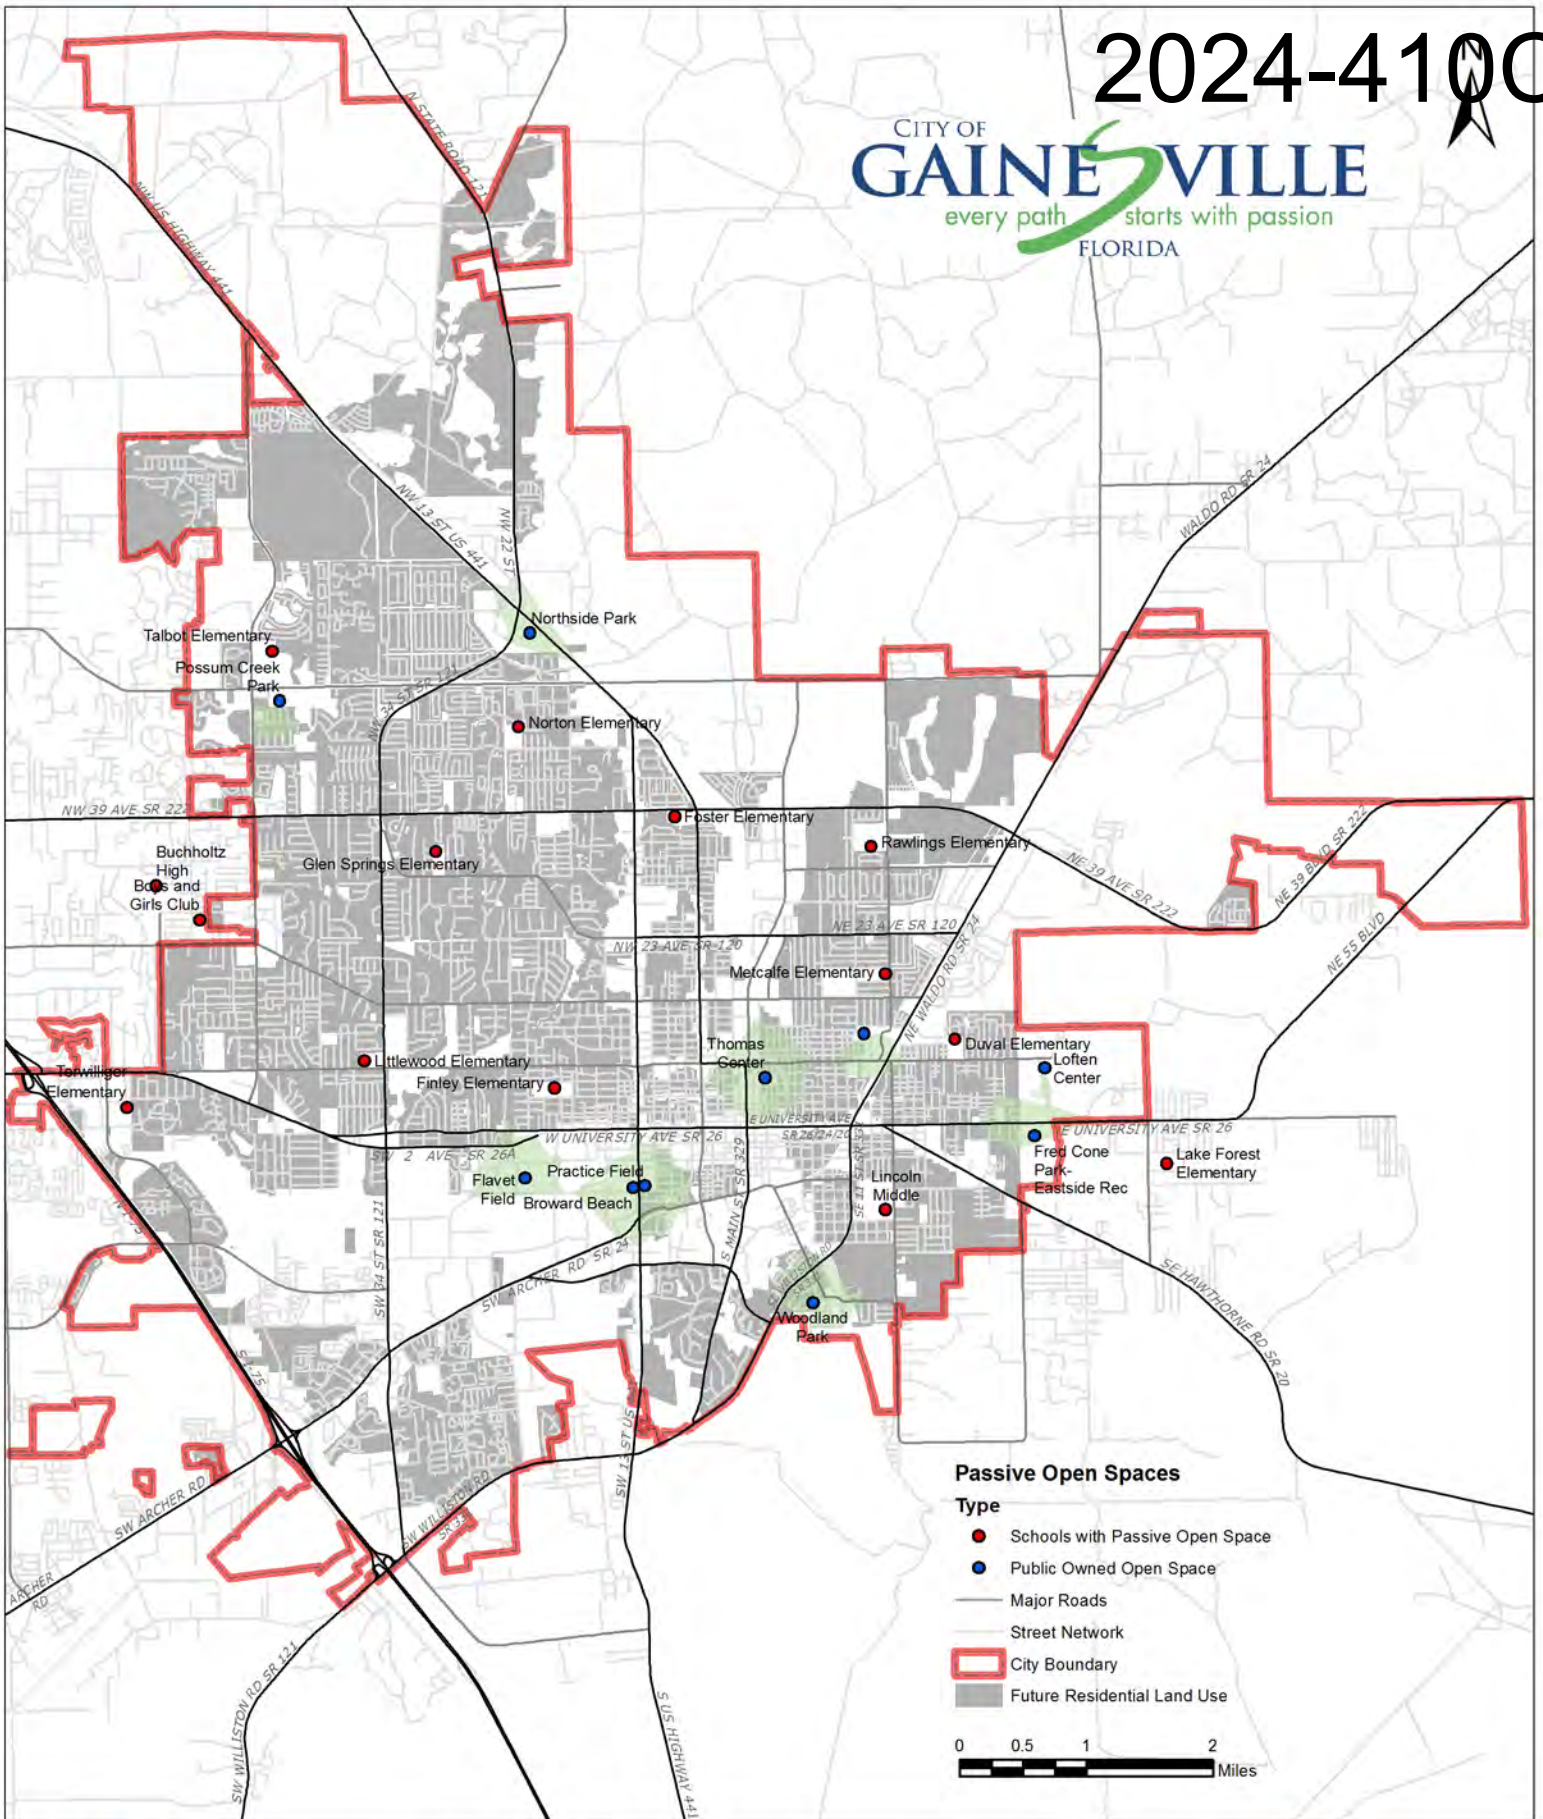 2024-410C
N
CITY OF
GAINESVILLE
every path starts with passion
FLORIDA
N STATE ROAD 121
NW US HIGHWAY 441
WALDO RD SR 24
NW 13 ST US 441
NW 22 ST
Northside Park
Talbot Elementary
Possum Creek
Park
NW 34 ST SR 121
Norton Elementary
NW 39 AVE SR 222
Foster Elementary
Rawlings Elementary
Glen Springs Elementary
Buchholtz
High
Boys and
Girls Club
NE 39 AVE SR 222
NE 39 BLVD SR 222
NE 55 BLVD
NW 23 AVE SR 120
NE 23 AVE SR 120
NE WALDO RD SR 24
Metcalfe Elementary
Duval Elementary
Thomas
Center
Loften
Center
Littlewood Elementary
Finley Elementary
Terwilliger
Elementary
E UNIVERSITY AVE
SR 26/24/20
W UNIVERSITY AVE SR 26
E UNIVERSITY AVE SR 26
SW 2 AVE SR 26A
Flavet
Field
Practice Field
Broward Beach
Fred Cone
Park-
Eastside Rec
Lake Forest
Elementary
Lincoln
Middle
S MAIN ST SR 329
SW 34 ST SR 121
SW ARCHER RD SR 24
Woodland
Park
SE HAWTHORNE RD SR 20
S I-75
SW 13 ST US
SW ARCHER RD
SW WILLISTON RD
ARCHER
RD
SW WILLISTON RD SR 121
S US HIGHWAY 441
Passive Open Spaces
Type
Schools with Passive Open Space
Public Owned Open Space
Major Roads
Street Network
City Boundary
Future Residential Land Use
0 0.5 1 2
Miles